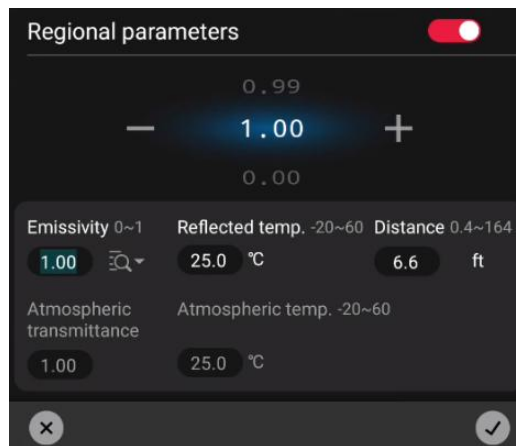 Regional parameters
0.99
1.00
0.00
Emissivity 0~1 Reflected temp. -20~60 Distance 0.4~164
1.00 25.0 ℃ 6.6 ft
Atmospheric transmittance Atmospheric temp. -20~60
1.00 25.0 ℃